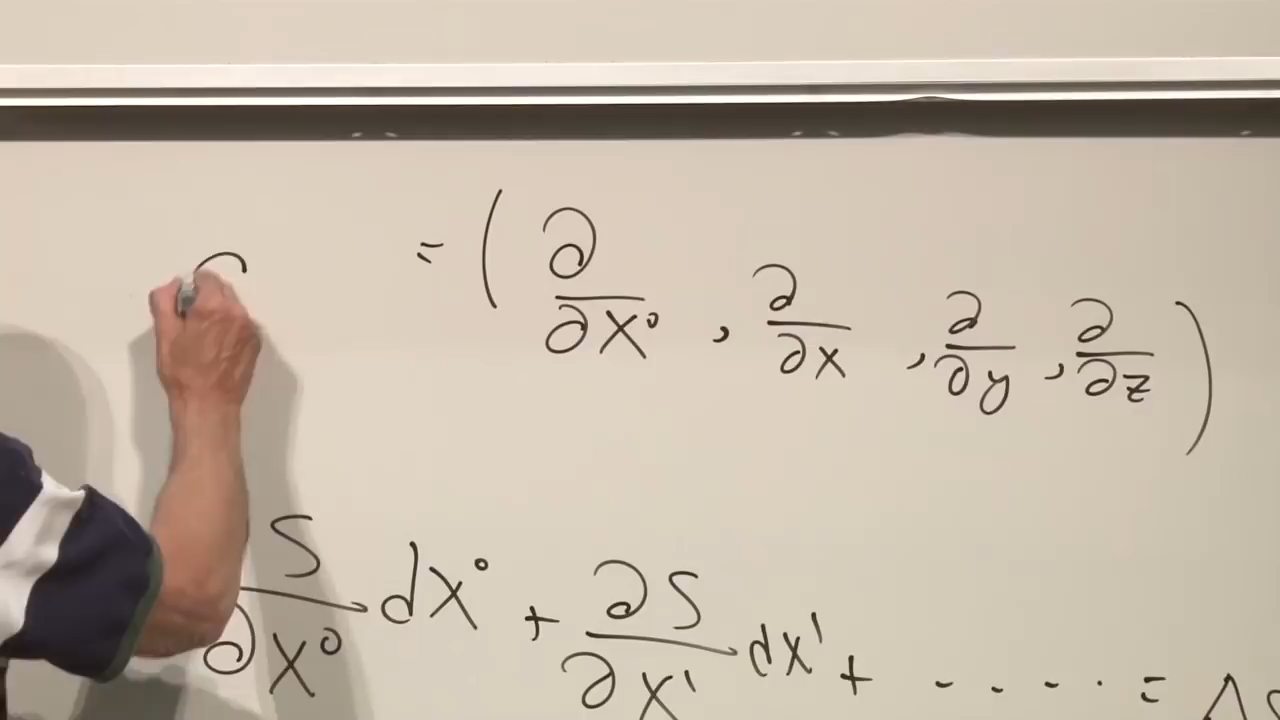 = ( ∂/∂X⁰ , ∂/∂x , ∂/∂y , ∂/∂z )
S/∂X⁰ dX⁰ + ∂S/∂X¹ dX¹ + ..... =